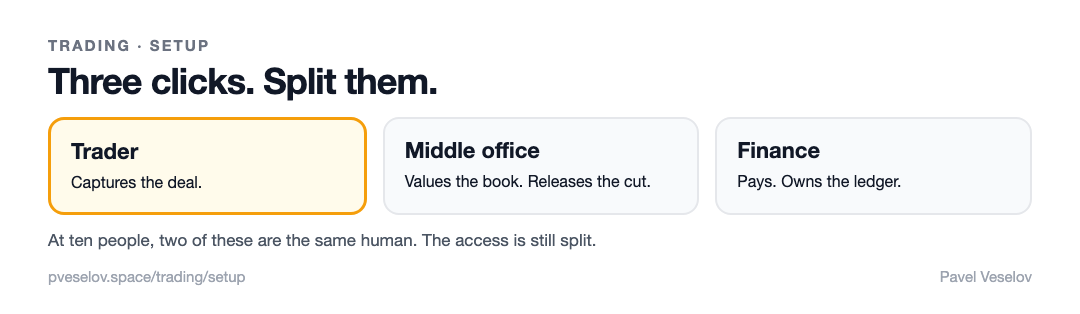 TRADING · SETUP
Three clicks. Split them.
Trader
Captures the deal.
Middle office
Values the book. Releases the cut.
Finance
Pays. Owns the ledger.
At ten people, two of these are the same human. The access is still split.
pveselov.space/trading/setup
Pavel Veselov